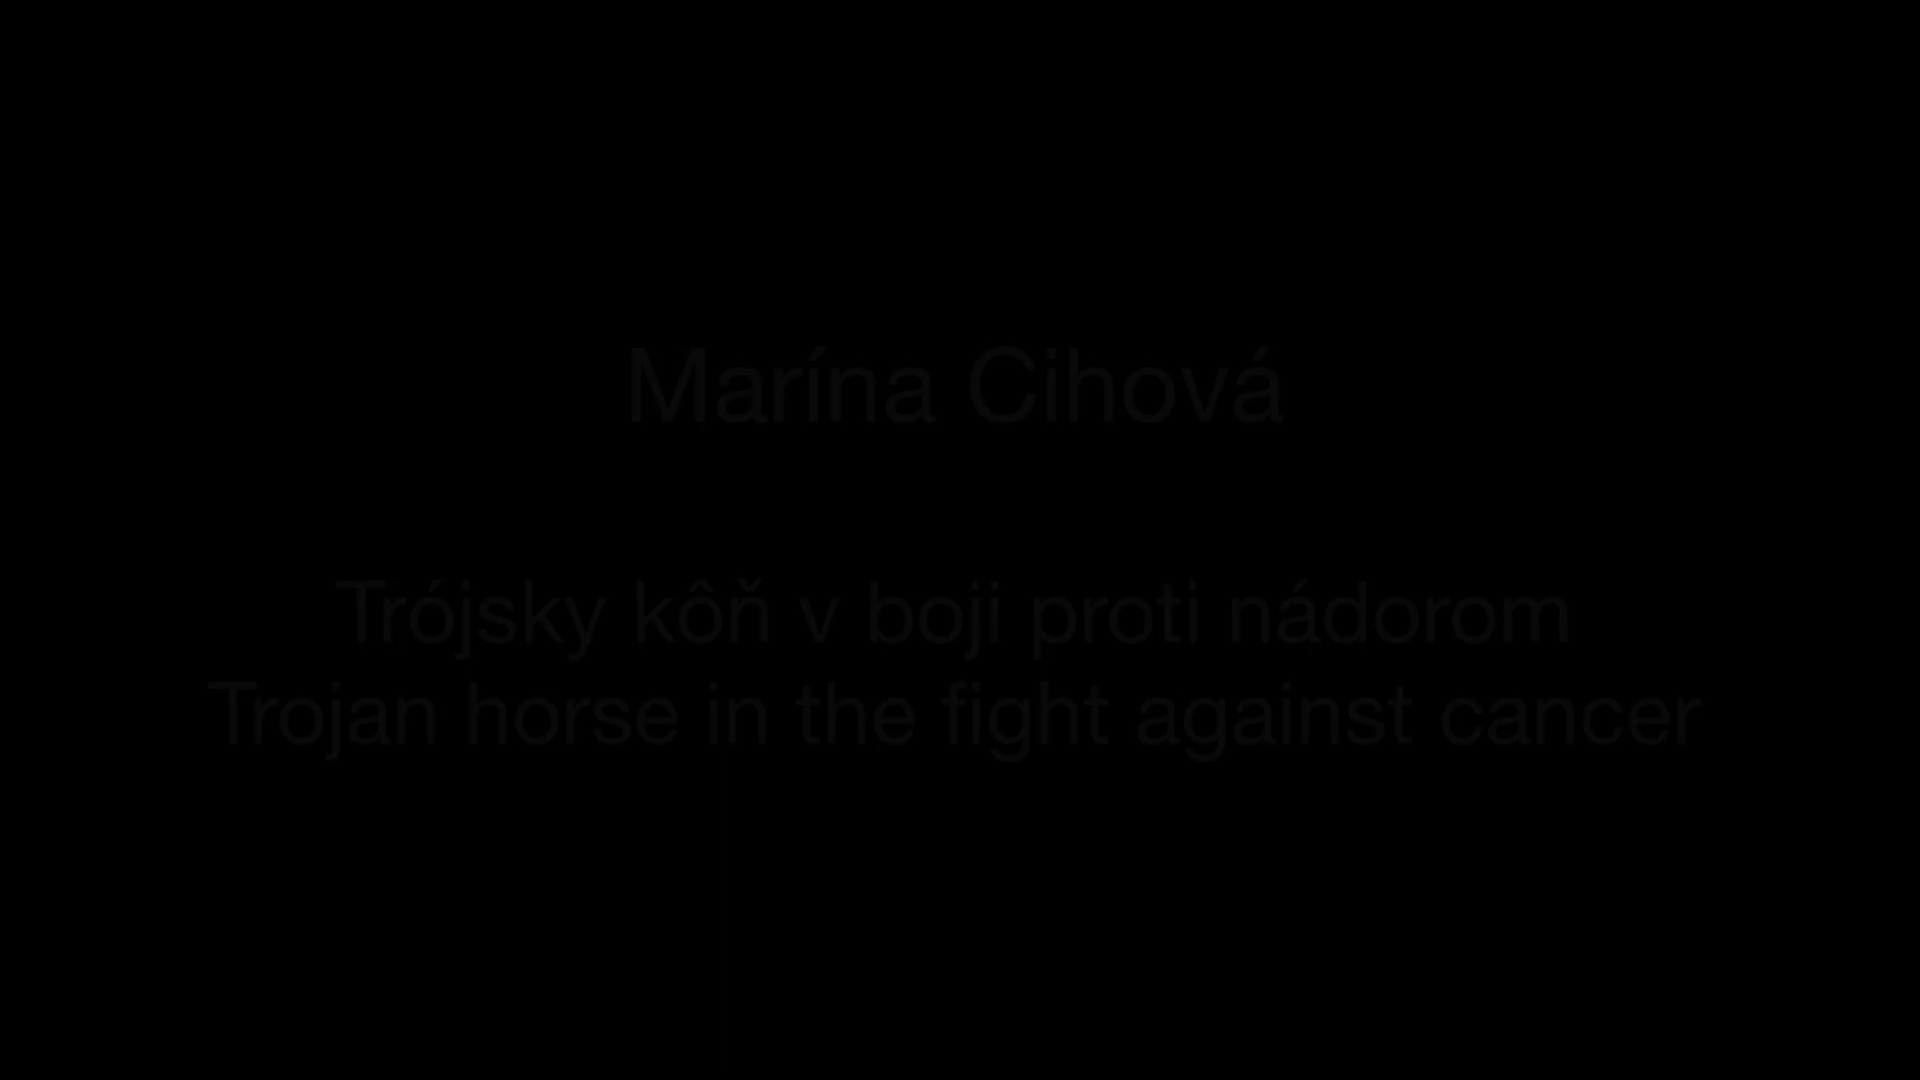 Marína Cihová
Trójsky kôň v boji proti nádorom
Trojan horse in the fight against cancer